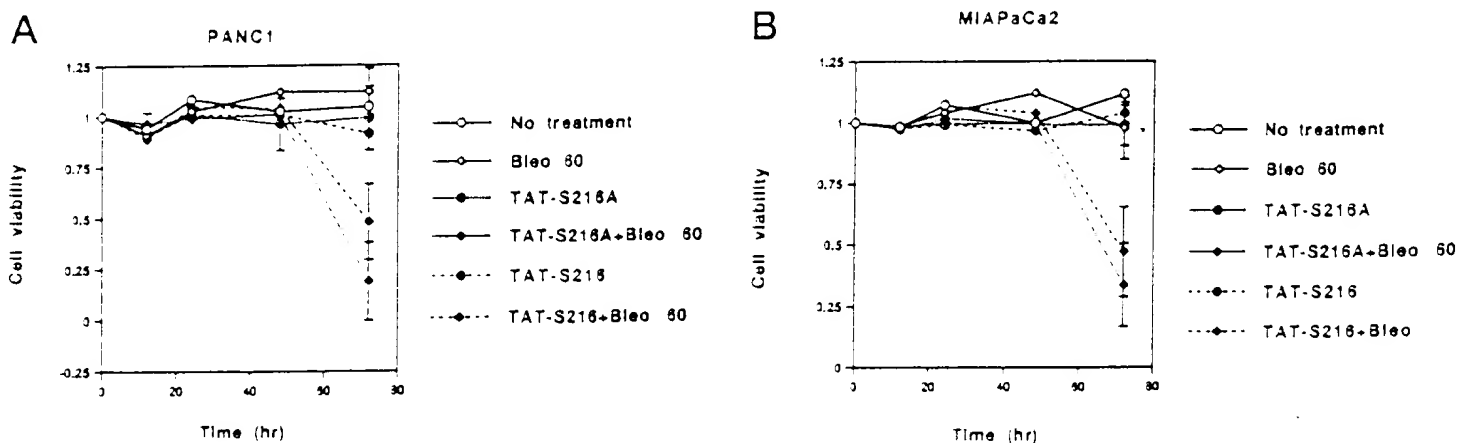 A
PANC1
Cell viability
1.25
1
0.75
0.5
0.25
0
-0.25
0
20
40
60
80
Time (hr)
No treatment
Bleo 60
TAT-S216A
TAT-S216A+Bleo 60
TAT-S216
TAT-S216+Bleo 60
B
MIAPaCa2
Cell viability
1.25
1
0.75
0.5
0.25
0
0
20
40
60
80
Time (hr)
No treatment
Bleo 60
TAT-S216A
TAT-S216A+Bleo 60
TAT-S216
TAT-S216+Bleo